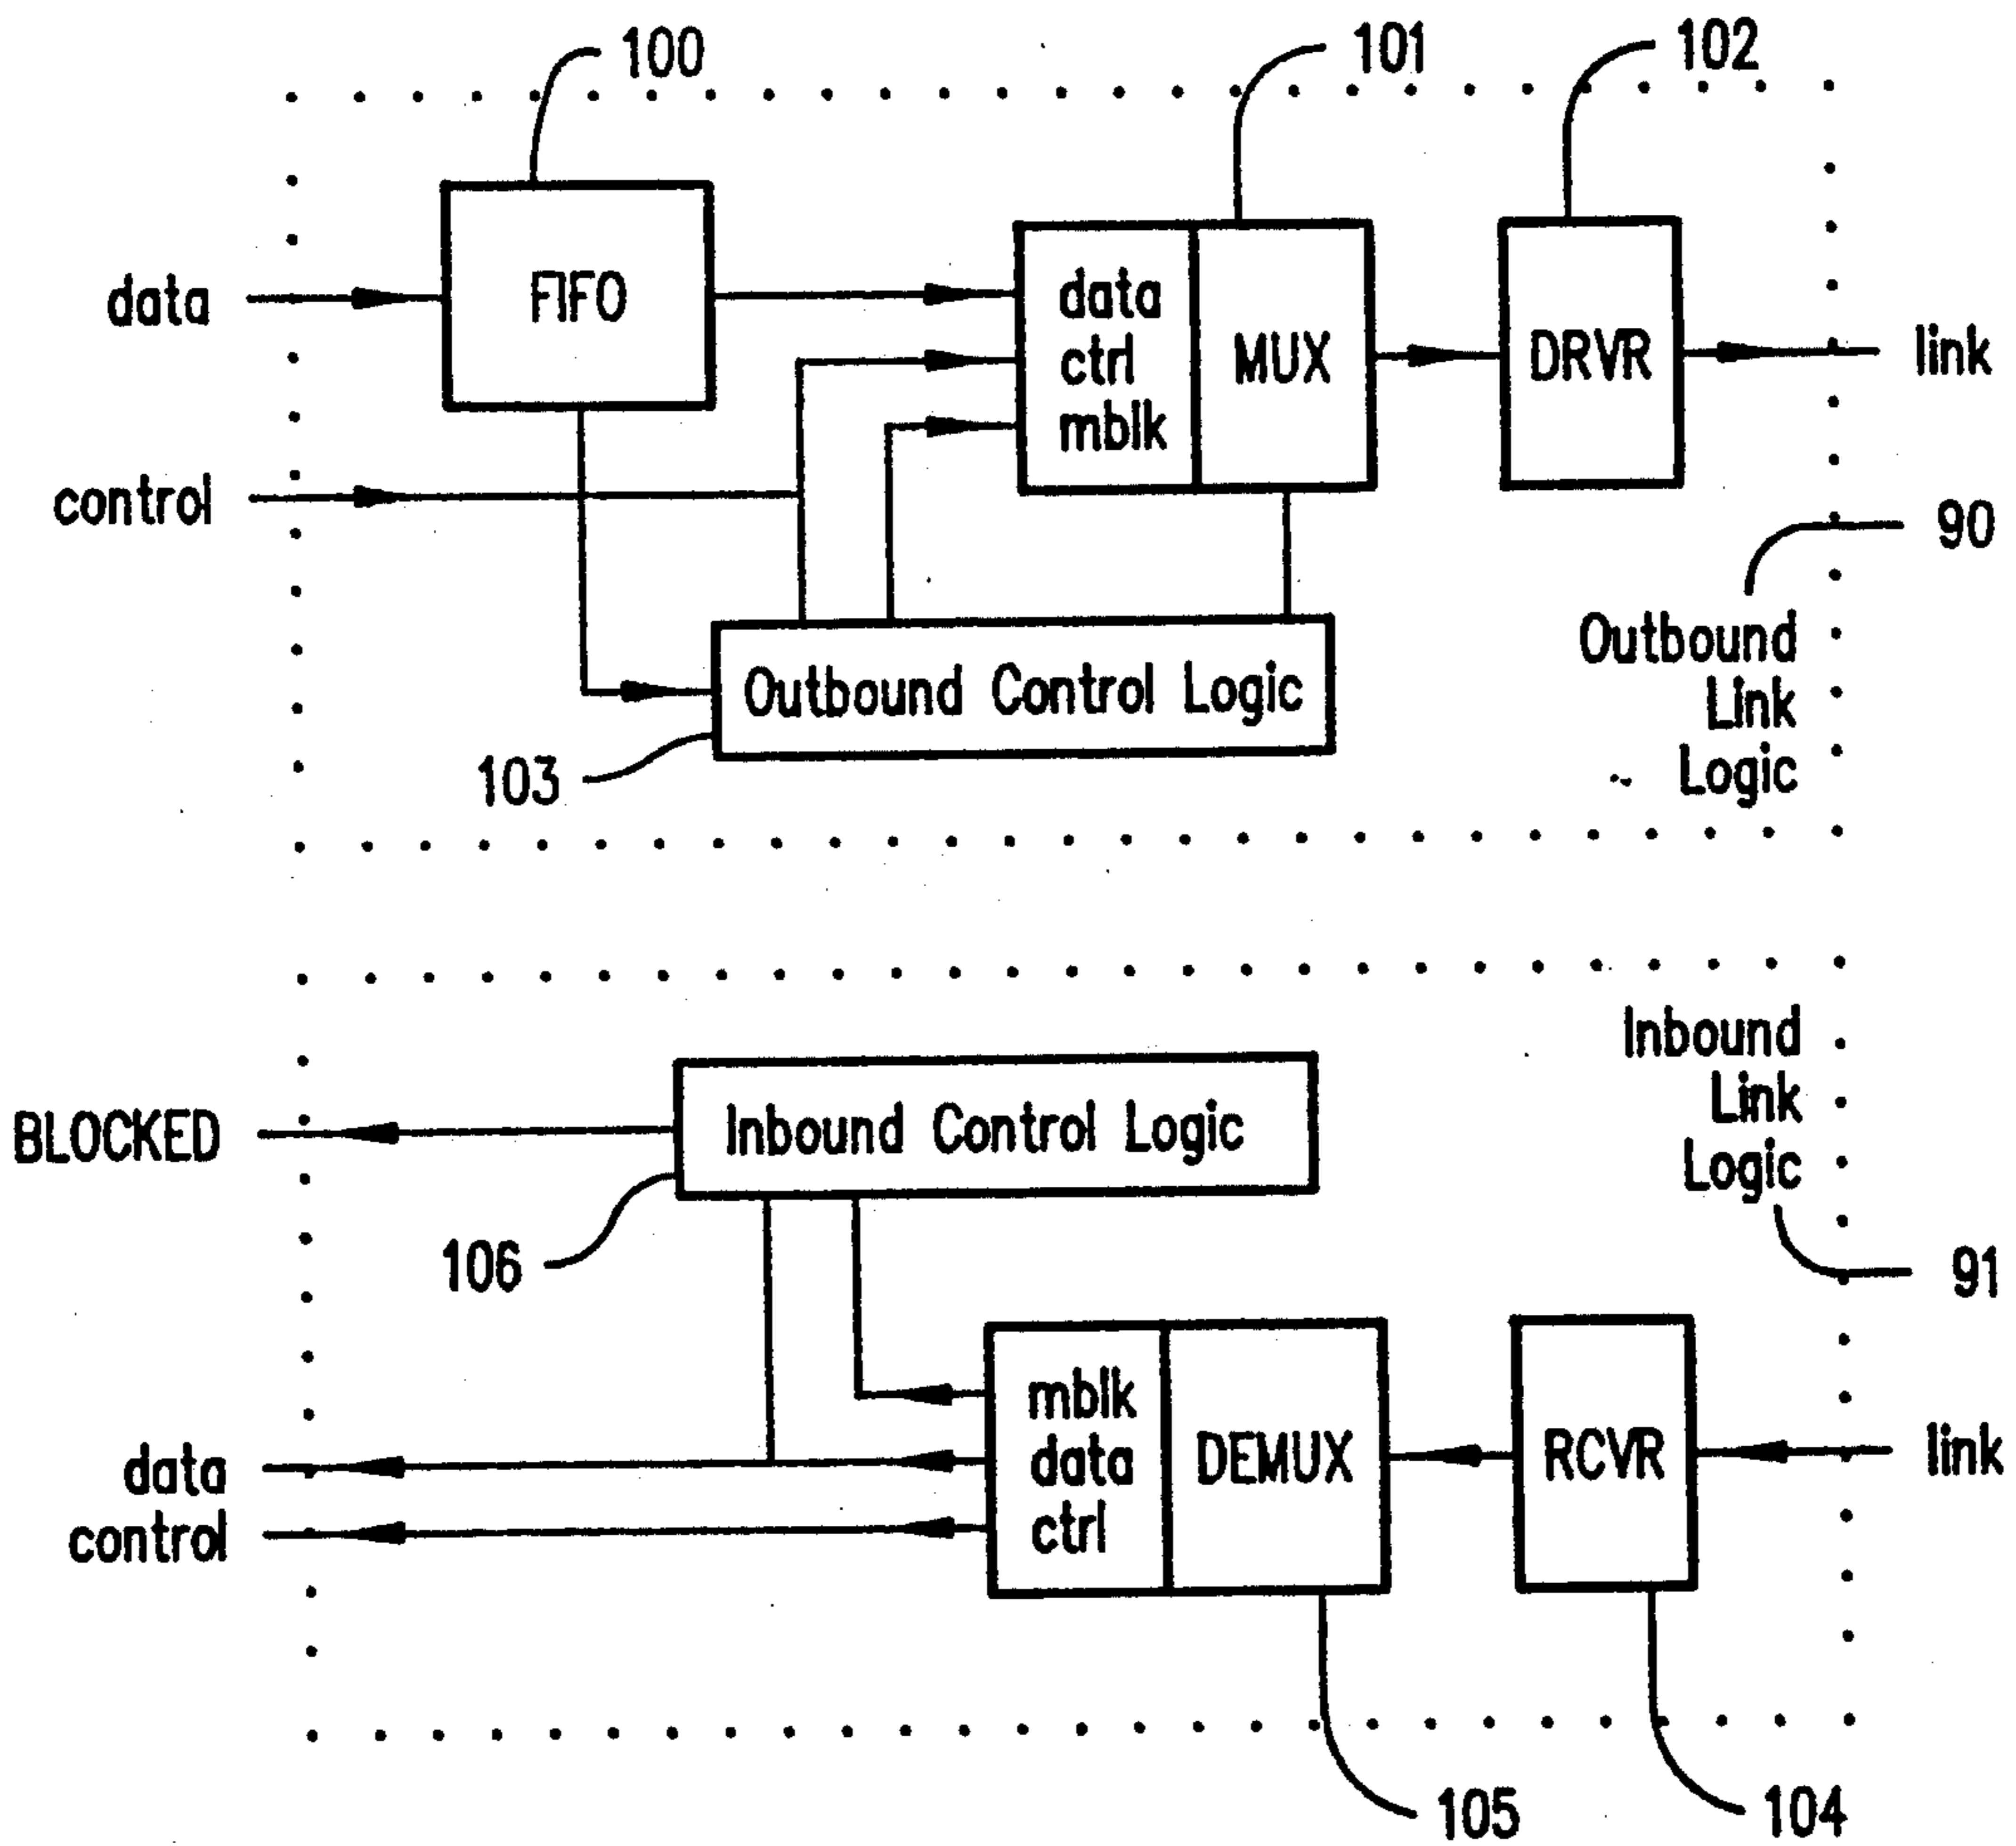 100
101
102
data
FIFO
data
ctrl
mblk
MUX
DRVR
link
control
90
Outbound
Link
Logic
Outbound Control Logic
103
Inbound
Link
Logic
BLOCKED
Inbound Control Logic
106
91
mblk
data
ctrl
DEMUX
RCVR
link
data
control
105
104